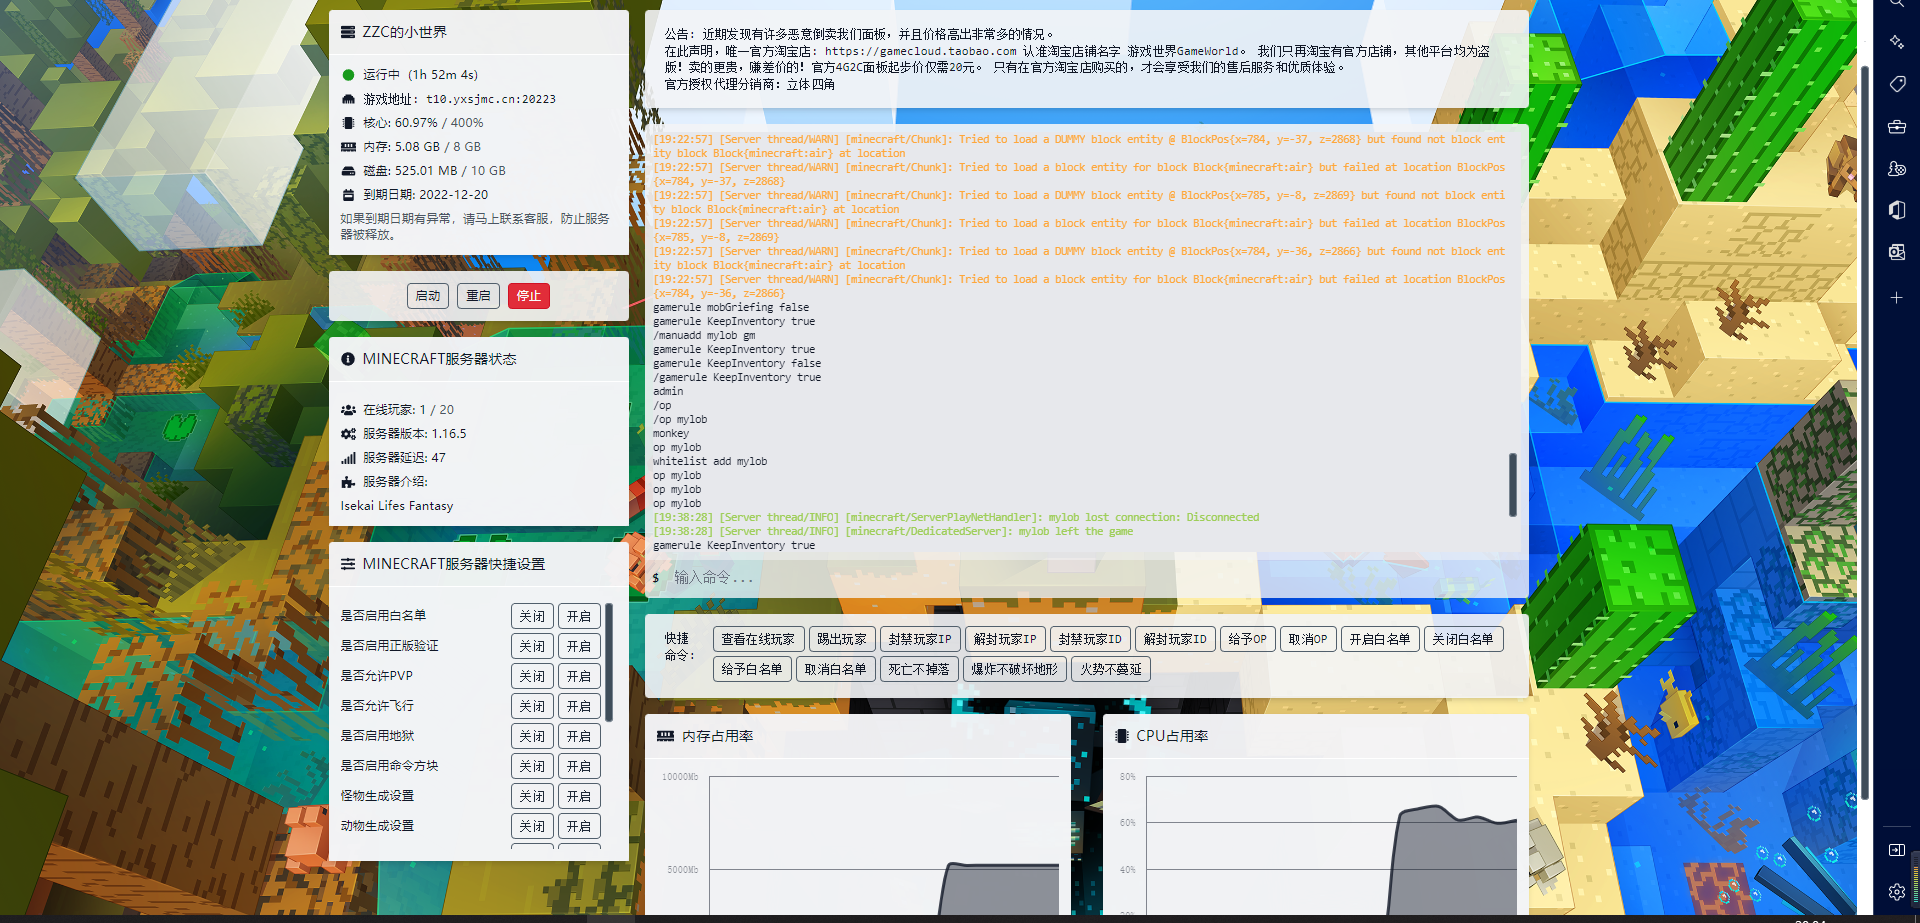 ZZC的小世界
运行中 (1h 52m 4s)
游戏地址: t10.yxsjmc.cn:20223
核心: 60.97% / 400%
内存: 5.08 GB / 8 GB
磁盘: 525.01 MB / 10 GB
到期日期: 2022-12-20
如果到期日期有异常，请马上联系客服，防止服务
器被释放。
启动 重启 停止
MINECRAFT服务器状态
在线玩家: 1 / 20
服务器版本: 1.16.5
服务器延迟: 47
服务器介绍:
Isekai Lifes Fantasy
MINECRAFT服务器快捷设置
是否启用白名单 关闭 开启
是否启用正版验证 关闭 开启
是否允许PVP 关闭 开启
是否允许飞行 关闭 开启
是否启用地狱 关闭 开启
是否启用命令方块 关闭 开启
怪物生成设置 关闭 开启
动物生成设置 关闭 开启
公告: 近期发现有许多恶意倒卖我们面板，并且价格高出非常多的情况。
在此声明，唯一官方淘宝店: https://gamecloud.taobao.com 认准淘宝店铺名字 游戏世界GameWorld。 我们只再淘宝有官方店铺，其他平台均为盗
版！卖的更贵，赚差价的！官方4G2C面板起步价仅需20元。 只有在官方淘宝店购买的，才会享受我们的售后服务和优质体验。
官方授权代理分销商: 立体四角
[19:22:57] [Server thread/WARN] [minecraft/Chunk]: Tried to load a DUMMY block entity @ BlockPos{x=784, y=-37, z=2868} but found not block ent
ity block Block{minecraft:air} at location
[19:22:57] [Server thread/WARN] [minecraft/Chunk]: Tried to load a block entity for block Block{minecraft:air} but failed at location BlockPos
{x=784, y=-37, z=2868}
[19:22:57] [Server thread/WARN] [minecraft/Chunk]: Tried to load a DUMMY block entity @ BlockPos{x=785, y=-8, z=2869} but found not block enti
ty block Block{minecraft:air} at location
[19:22:57] [Server thread/WARN] [minecraft/Chunk]: Tried to load a block entity for block Block{minecraft:air} but failed at location BlockPos
{x=785, y=-8, z=2869}
[19:22:57] [Server thread/WARN] [minecraft/Chunk]: Tried to load a DUMMY block entity @ BlockPos{x=784, y=-36, z=2866} but found not block ent
ity block Block{minecraft:air} at location
[19:22:57] [Server thread/WARN] [minecraft/Chunk]: Tried to load a block entity for block Block{minecraft:air} but failed at location BlockPos
{x=784, y=-36, z=2866}
gamerule mobGriefing false
gamerule KeepInventory true
/manuadd mylob gm
gamerule KeepInventory true
gamerule KeepInventory false
/gamerule KeepInventory true
admin
/op
/op mylob
monkey
op mylob
whitelist add mylob
op mylob
op mylob
op mylob
[19:38:28] [Server thread/INFO] [minecraft/ServerPlayNetHandler]: mylob lost connection: Disconnected
[19:38:28] [Server thread/INFO] [minecraft/DedicatedServer]: mylob left the game
gamerule KeepInventory true
$ 输入命令...
快捷
命令:
查看在线玩家 踢出玩家 封禁玩家IP 解封玩家IP 封禁玩家ID 解封玩家ID 给予OP 取消OP 开启白名单 关闭白名单
给予白名单 取消白名单 死亡不掉落 爆炸不破坏地形 火势不蔓延
内存占用率
10000Mb
5000Mb
CPU占用率
80%
60%
40%